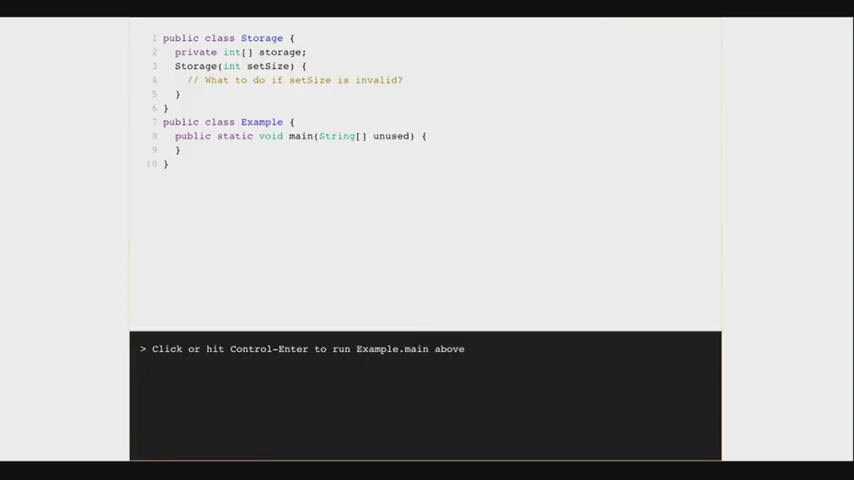 1 public class Storage {
2 private int[] storage;
3 Storage(int setSize) {
4 // What to do if setSize is invalid?
5 }
6 }
7 public class Example {
8 public static void main(String[] unused) {
9 }
10 }
> Click or hit Control-Enter to run Example.main above